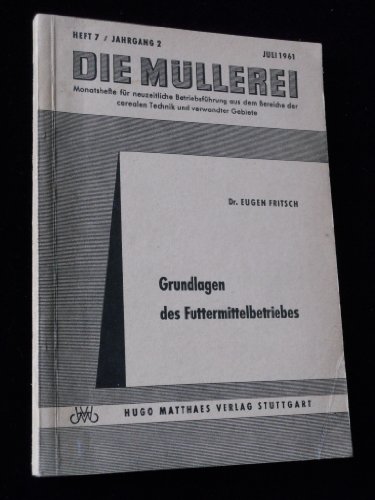 HEFT 7 / JAHRGANG 2 JULI 1961
DIE MÜLLEREI
Monatshefte für neuzeitliche Betriebsführung aus dem Bereiche der
cerealen Technik und verwandter Gebiete
Dr. EUGEN FRITSCH
Grundlagen
des Futtermittelbetriebes
HUGO MATTHAES VERLAG STUTTGART